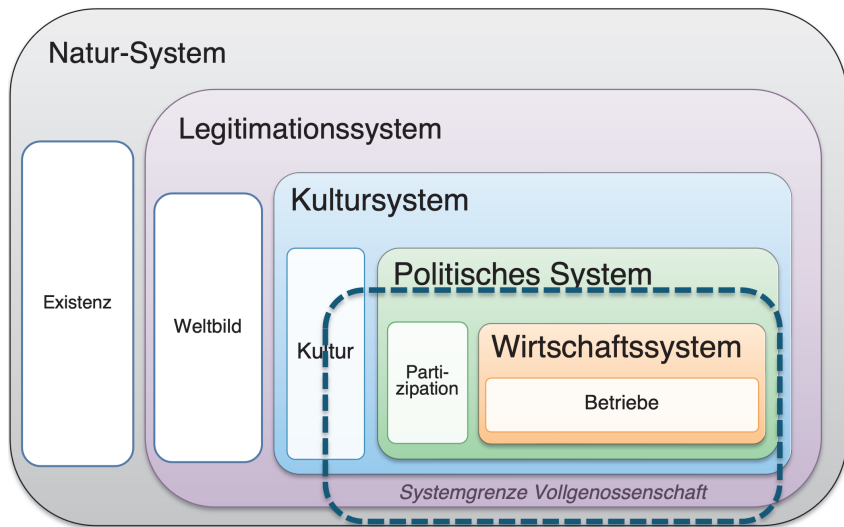 Natur-System
Legitimationssystem
Kultursystem
Politisches System
Existenz
Weltbild
Kultur
Parti-
zipation
Wirtschaftssystem
Betriebe
Systemgrenze Vollgenossenschaft